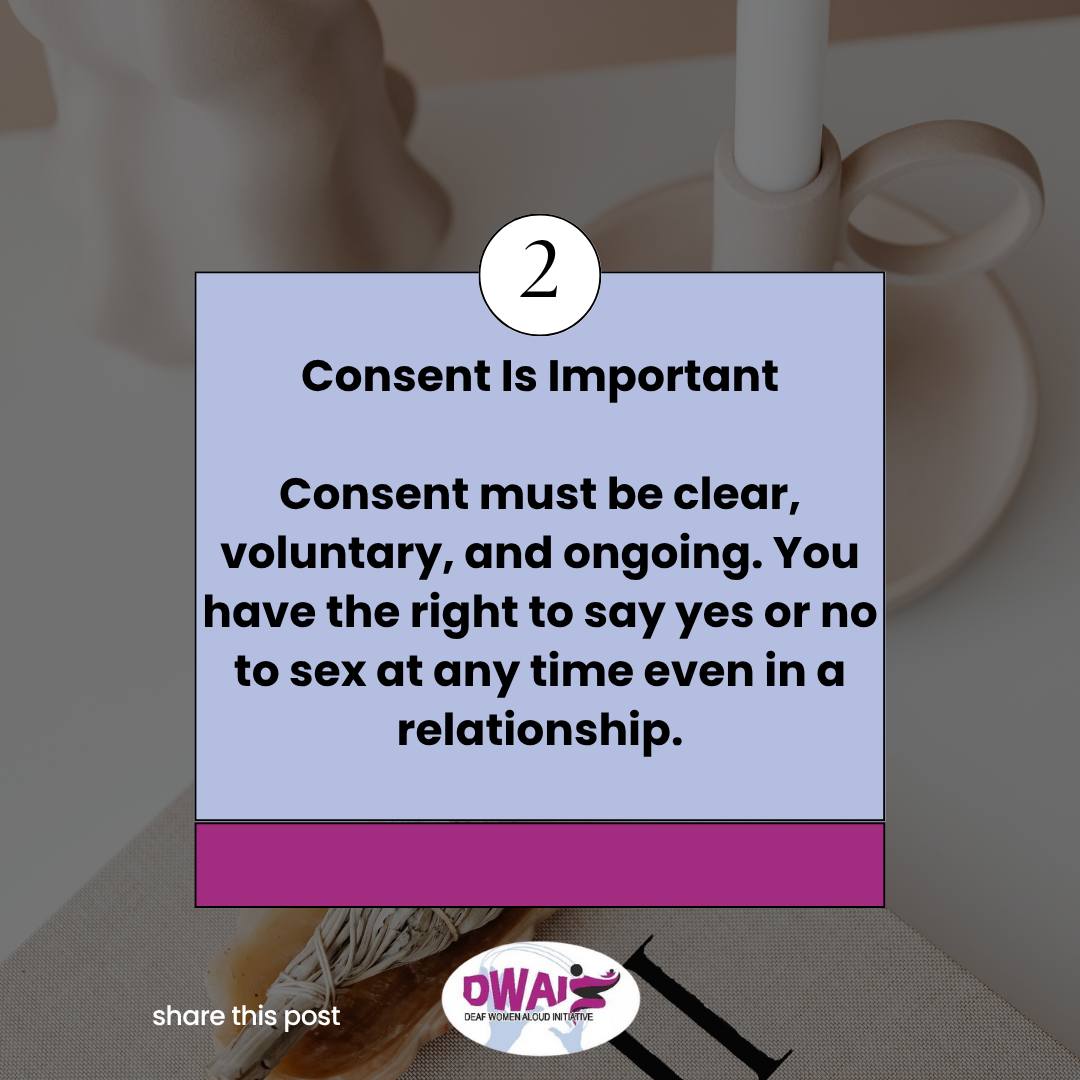 2
Consent Is Important
Consent must be clear,
voluntary, and ongoing. You
have the right to say yes or no
to sex at any time even in a
relationship.
share this post
DWAI
DEAF WOMEN ALOUD INITIATIVE